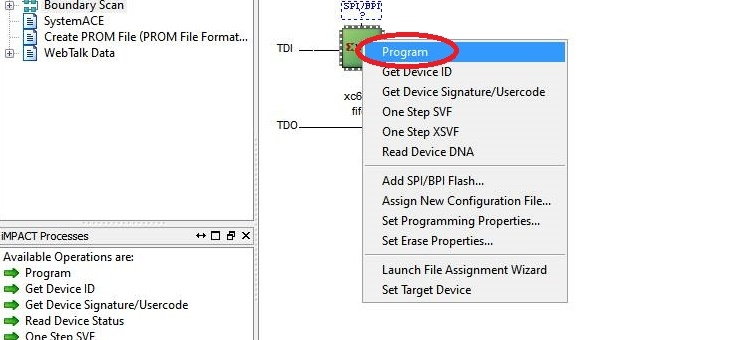 Boundary Scan
SystemACE
Create PROM File (PROM File Format...
WebTalk Data
SPI/BPI
?
TDI
TDO
Program
Get Device ID
Get Device Signature/Usercode
One Step SVF
One Step XSVF
Read Device DNA
Add SPI/BPI Flash...
Assign New Configuration File...
Set Programming Properties...
Set Erase Properties...
Launch File Assignment Wizard
Set Target Device
iMPACT Processes
Available Operations are:
Program
Get Device ID
Get Device Signature/Usercode
Read Device Status
One Step SVF